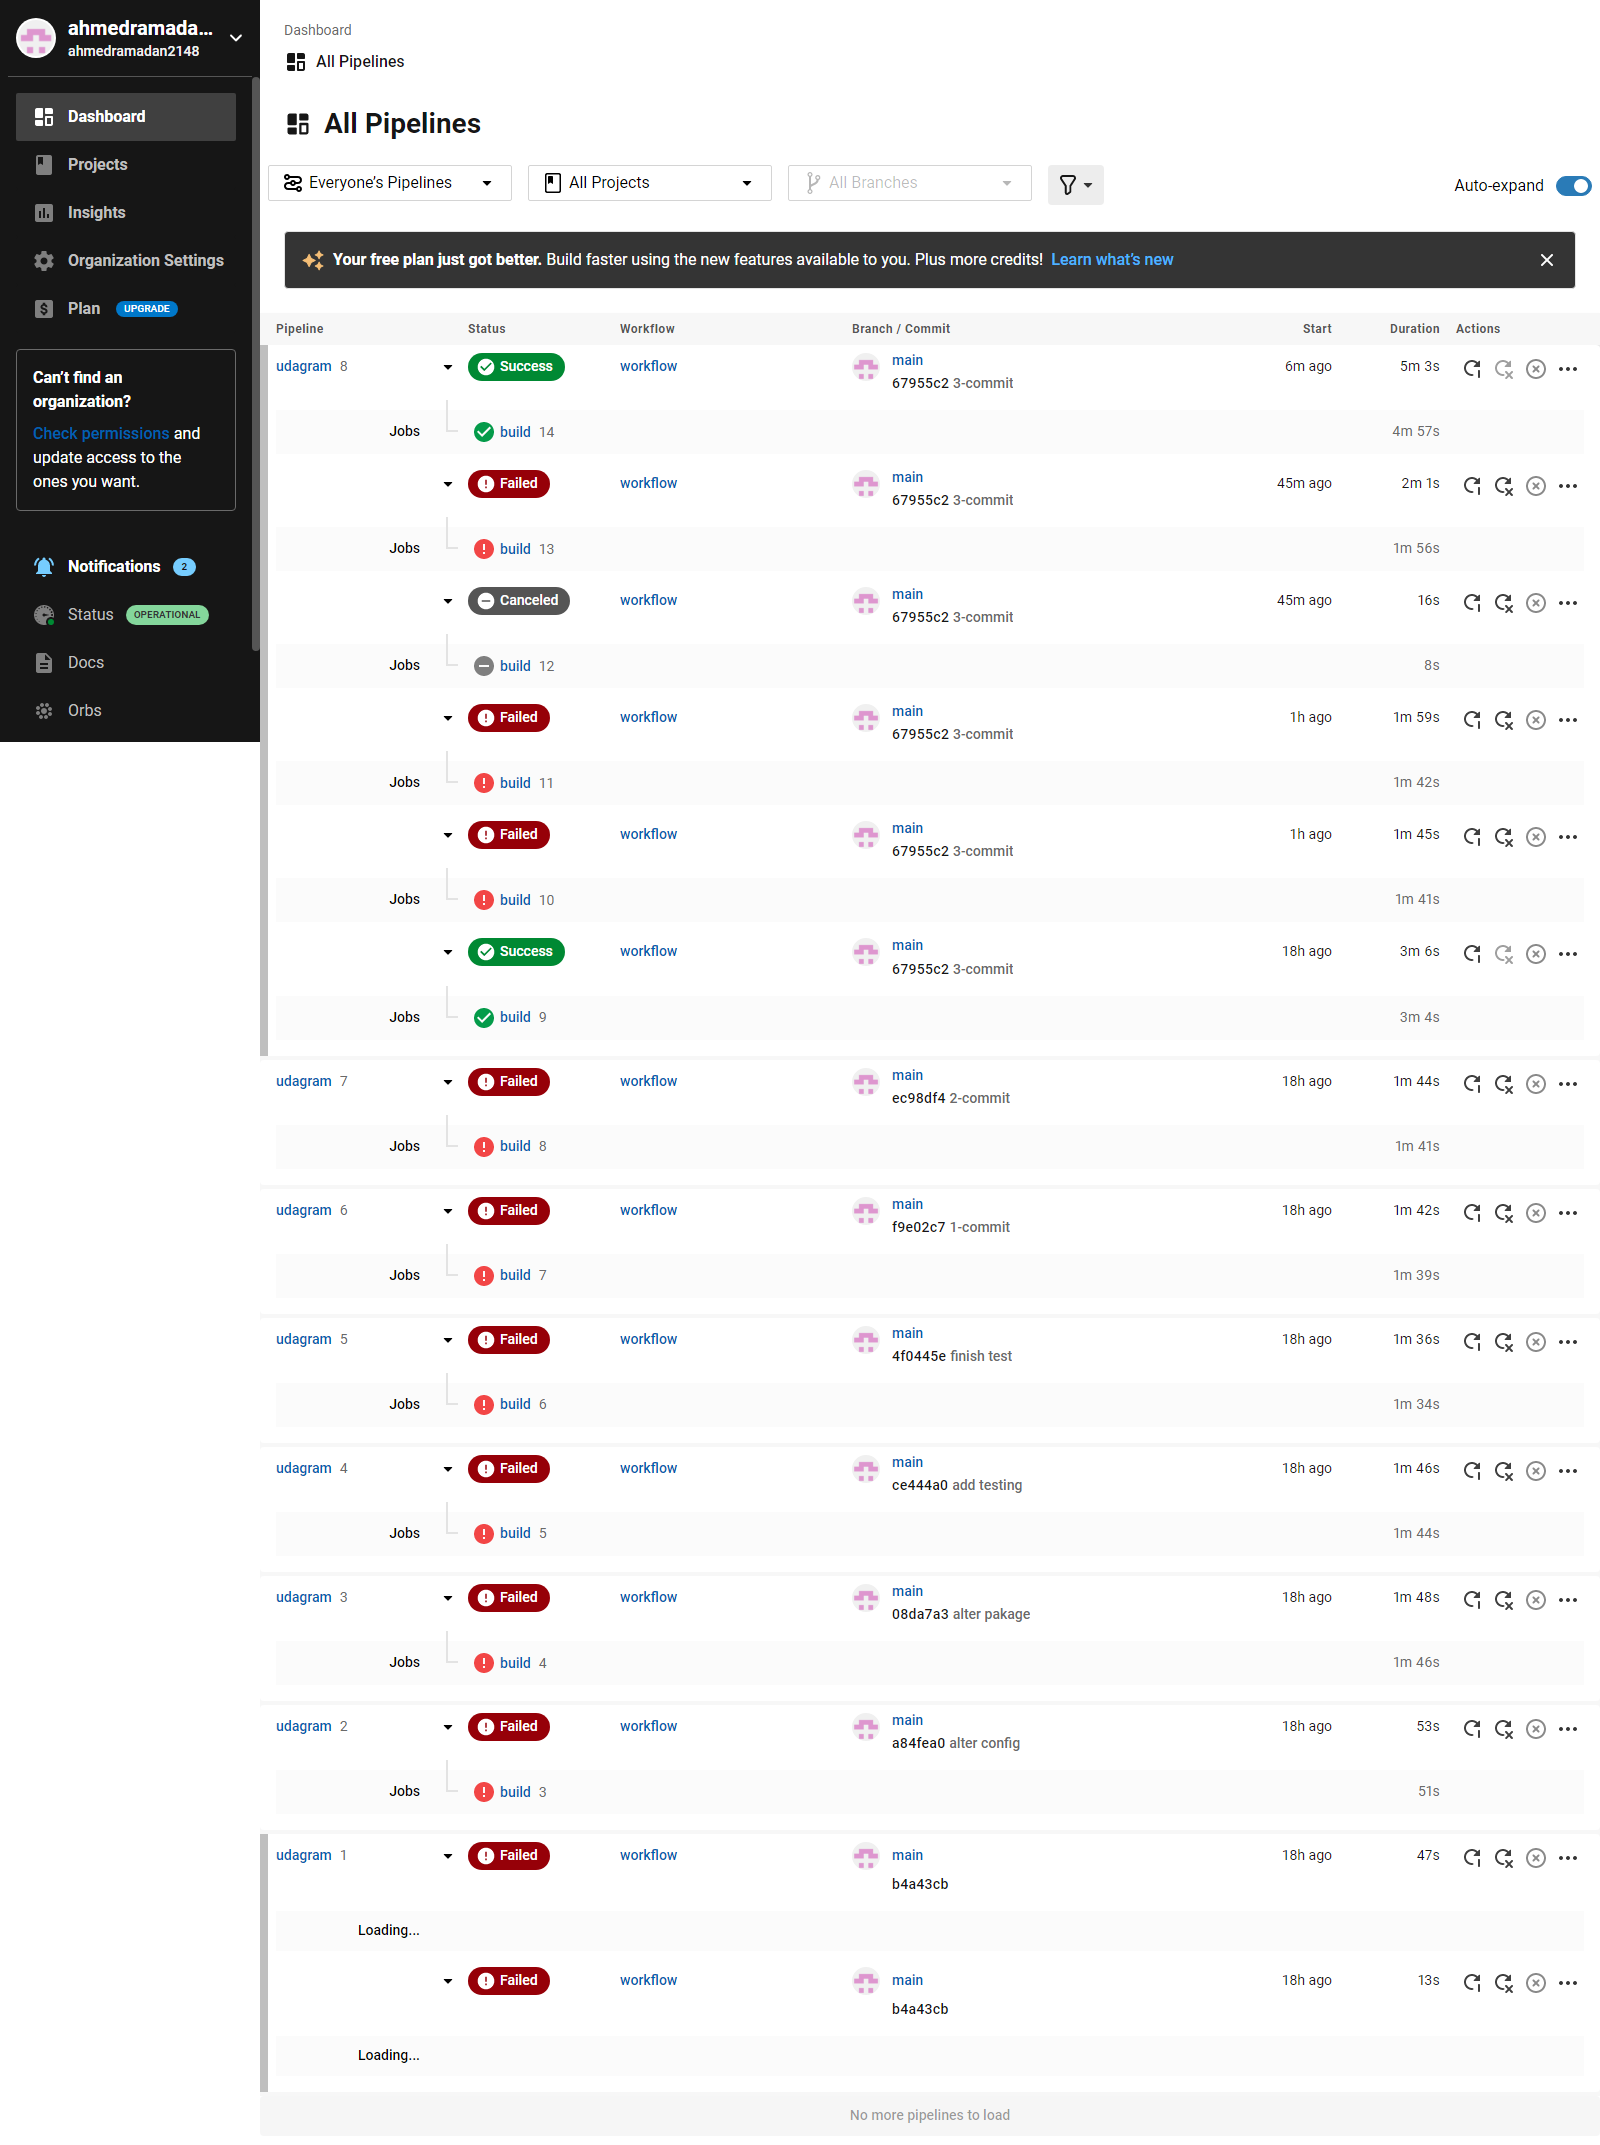 ahmedramada...
ahmedramadan2148
Dashboard
Projects
Insights
Organization Settings
Plan UPGRADE
Can't find an
organization?
Check permissions and
update access to the
ones you want.
Notifications 2
Status OPERATIONAL
Docs
Orbs
Dashboard
All Pipelines
All Pipelines
Everyone's Pipelines All Projects All Branches Auto-expand
Your free plan just got better. Build faster using the new features available to you. Plus more credits! Learn what's new
Pipeline Status Workflow Branch / Commit Start Duration Actions
udagram 8 Success workflow main 6m ago 5m 3s
67955c2 3-commit
Jobs build 14 4m 57s
Failed workflow main 45m ago 2m 1s
67955c2 3-commit
Jobs build 13 1m 56s
Canceled workflow main 45m ago 16s
67955c2 3-commit
Jobs build 12 8s
Failed workflow main 1h ago 1m 59s
67955c2 3-commit
Jobs build 11 1m 42s
Failed workflow main 1h ago 1m 45s
67955c2 3-commit
Jobs build 10 1m 41s
Success workflow main 18h ago 3m 6s
67955c2 3-commit
Jobs build 9 3m 4s
udagram 7 Failed workflow main 18h ago 1m 44s
ec98df4 2-commit
Jobs build 8 1m 41s
udagram 6 Failed workflow main 18h ago 1m 42s
f9e02c7 1-commit
Jobs build 7 1m 39s
udagram 5 Failed workflow main 18h ago 1m 36s
4f0445e finish test
Jobs build 6 1m 34s
udagram 4 Failed workflow main 18h ago 1m 46s
ce444a0 add testing
Jobs build 5 1m 44s
udagram 3 Failed workflow main 18h ago 1m 48s
08da7a3 alter pakage
Jobs build 4 1m 46s
udagram 2 Failed workflow main 18h ago 53s
a84fea0 alter config
Jobs build 3 51s
udagram 1 Failed workflow main 18h ago 47s
b4a43cb
Loading...
Failed workflow main 18h ago 13s
b4a43cb
Loading...
No more pipelines to load